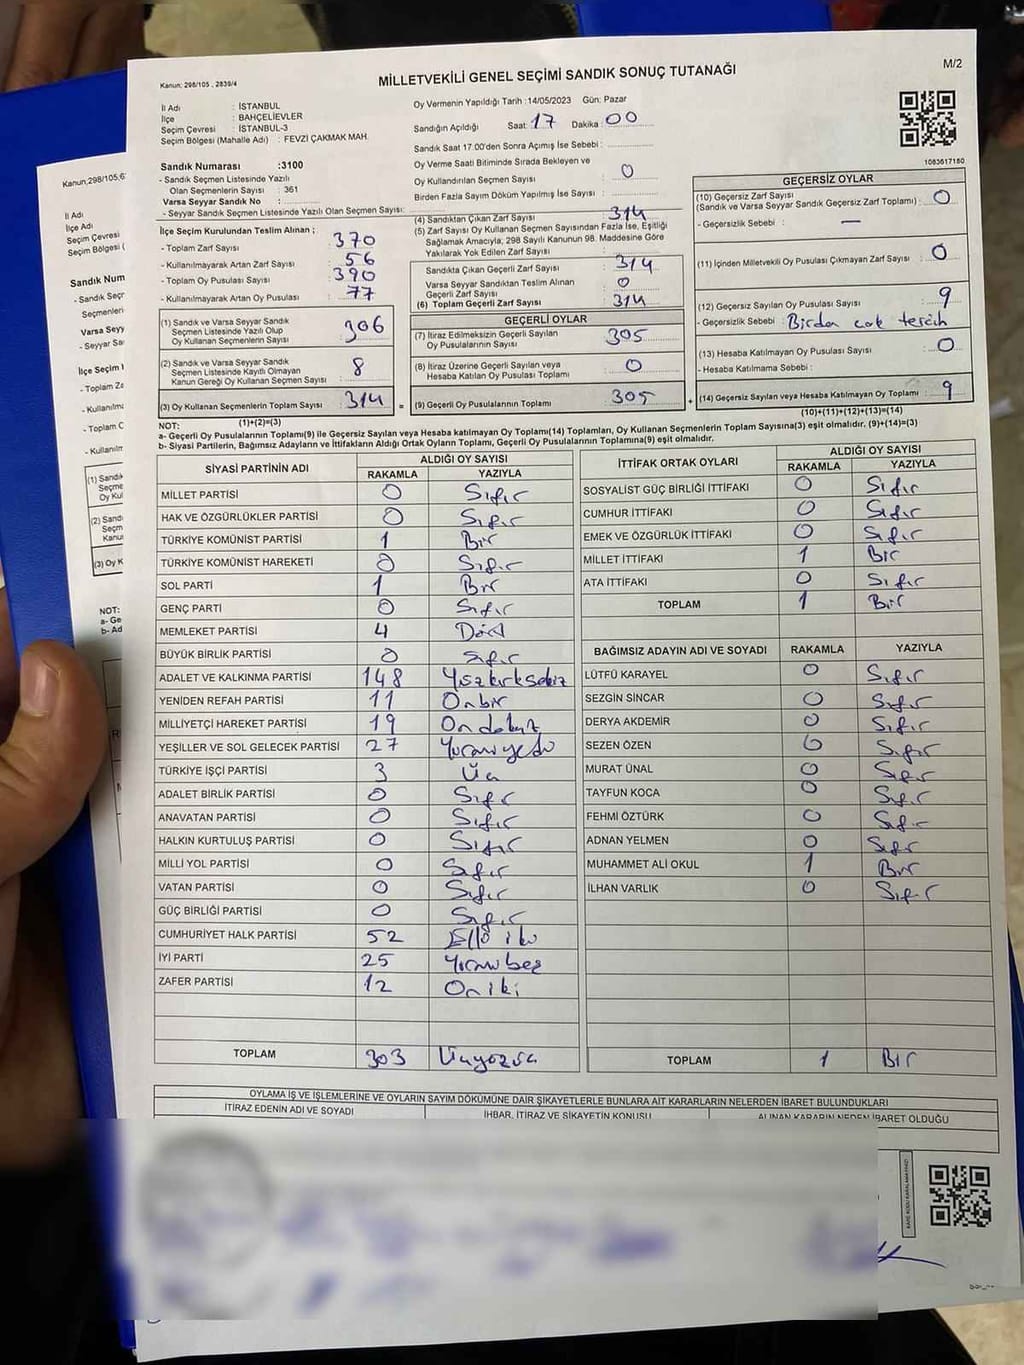 Kanun: 298/105 , 2839/4
MİLLETVEKİLİ GENEL SEÇİMİ SANDIK SONUÇ TUTANAĞI
M/2
İl Adı : İSTANBUL
İlçe : BAHÇELİEVLER
Seçim Çevresi : İSTANBUL-3
Seçim Bölgesi (Mahalle Adı) : FEVZİ ÇAKMAK MAH.
Sandık Numarası :3100
- Sandık Seçmen Listesinde Yazılı
Olan Seçmenlerin Sayısı : 361
Varsa Seyyar Sandık No :
- Seyyar Sandık Seçmen Listesinde Yazılı Olan Seçmen Sayısı:
Oy Vermenin Yapıldığı Tarih :14/05/2023 Gün: Pazar
Sandığın Açıldığı Saat: 17 Dakika: 00
Sandık Saat 17:00'den Sonra Açımış İse Sebebi :
Oy Verme Saati Bitiminde Sırada Bekleyen ve
Oy Kullandırılan Seçmen Sayısı : 0
Birden Fazla Sayım Döküm Yapılmış İse Sayısı :
1083617180
İlçe Seçim Kurulundan Teslim Alınan ;
- Toplam Zarf Sayısı : 370
- Kullanılmayarak Artan Zarf Sayısı : 56
- Toplam Oy Pusulası Sayısı : 390
- Kullanılmayarak Artan Oy Pusulası : 77
(1) Sandık ve Varsa Seyyar Sandık
Seçmen Listesinde Yazılı Olup
Oy Kullanan Seçmenlerin Sayısı : 306
(2) Sandık ve Varsa Seyyar Sandık
Seçmen Listesinde Kayıtlı Olmayan
Kanun Gereği Oy Kullanan Seçmen Sayısı : 8
(3) Oy Kullanan Seçmenlerin Toplam Sayısı : 314
(1)+(2)=(3)
(4) Sandıktan Çıkan Zarf Sayısı : 314
(5) Zarf Sayısı Oy Kullanan Seçmen Sayısından Fazla İse, Eşitliği
Sağlamak Amacıyla; 298 Sayılı Kanunun 98. Maddesine Göre
Yakılarak Yok Edilen Zarf Sayısı :
Sandıkta Çıkan Geçerli Zarf Sayısı : 314
Varsa Seyyar Sandıktan Teslim Alınan
Geçerli Zarf Sayısı : 0
(6) Toplam Geçerli Zarf Sayısı : 314
GEÇERLİ OYLAR
(7) İtiraz Edilmeksizin Geçerli Sayılan
Oy Pusulalarının Sayısı : 305
(8) İtiraz Üzerine Geçerli Sayılan veya
Hesaba Katılan Oy Pusulası Toplamı : 0
= (9) Geçerli Oy Pusulalarının Toplamı : 305
GEÇERSİZ OYLAR
(10) Geçersiz Zarf Sayısı : 0
(Sandık ve Varsa Seyyar Sandık Geçersiz Zarf Toplamı) :
- Geçersizlik Sebebi : —
(11) İçinden Milletvekili Oy Pusulası Çıkmayan Zarf Sayısı : 0
(12) Geçersiz Sayılan Oy Pusulası Sayısı : 9
- Geçersizlik Sebebi : Birden çok tercih
(13) Hesaba Katılmayan Oy Pusulası Sayısı : 0
- Hesaba Katılmama Sebebi :
+ (14) Geçersiz Sayılan veya Hesaba Katılmayan Oy Toplamı : 9
(10)+(11)+(12)+(13)=(14)
NOT:
a- Geçerli Oy Pusulaları Toplamı(9) ile Geçersiz Sayılan veya Hesaba katılmayan Oy Toplamı(14) Toplamları, Oy Kullanan Seçmenlerin Toplam Sayısına(3) eşit olmalıdır. (9)+(14)=(3)
b- Siyasi Partilerin, Bağımsız Adayların ve İttifakların Aldığı Ortak Oyların Toplamı, Geçerli Oy Pusulalarının Toplamına(9) eşit olmalıdır.
SİYASİ PARTİNİN ADI ALDIĞI OY SAYISI
RAKAMLA YAZIYLA
MİLLET PARTİSİ 0 Sıfır
HAK VE ÖZGÜRLÜKLER PARTİSİ 0 Sıfır
TÜRKİYE KOMÜNİST PARTİSİ 1 Bir
TÜRKİYE KOMÜNİST HAREKETİ 0 Sıfır
SOL PARTİ 1 Bir
GENÇ PARTİ 0 Sıfır
MEMLEKET PARTİSİ 4 Dört
BÜYÜK BİRLİK PARTİSİ 0 Sıfır
ADALET VE KALKINMA PARTİSİ 148 Yüzkırksekiz
YENİDEN REFAH PARTİSİ 11 Onbir
MİLLİYETÇİ HAREKET PARTİSİ 19 Ondokuz
YEŞİLLER VE SOL GELECEK PARTİSİ 27 Yirmiyedi
TÜRKİYE İŞÇİ PARTİSİ 3 Üç
ADALET BİRLİK PARTİSİ 0 Sıfır
ANAVATAN PARTİSİ 0 Sıfır
HALKIN KURTULUŞ PARTİSİ 0 Sıfır
MİLLİ YOL PARTİSİ 0 Sıfır
VATAN PARTİSİ 0 Sıfır
GÜÇ BİRLİĞİ PARTİSİ 0 Sıfır
CUMHURİYET HALK PARTİSİ 52 Elli iki
İYİ PARTİ 25 Yirmibeş
ZAFER PARTİSİ 12 Oniki
TOPLAM 303 Üçyüzüç
İTTİFAK ORTAK OYLARI ALDIĞI OY SAYISI
RAKAMLA YAZIYLA
SOSYALİST GÜÇ BİRLİĞİ İTTİFAKI 0 Sıfır
CUMHUR İTTİFAKI 0 Sıfır
EMEK VE ÖZGÜRLÜK İTTİFAKI 0 Sıfır
MİLLET İTTİFAKI 1 Bir
ATA İTTİFAKI 0 Sıfır
TOPLAM 1 Bir
BAĞIMSIZ ADAYIN ADI VE SOYADI RAKAMLA YAZIYLA
LÜTFÜ KARAYEL 0 Sıfır
SEZGİN SİNCAR 0 Sıfır
DERYA AKDEMİR 0 Sıfır
SEZEN ÖZEN 0 Sıfır
MURAT ÜNAL 0 Sıfır
TAYFUN KOCA 0 Sıfır
FEHMİ ÖZTÜRK 0 Sıfır
ADNAN YELMEN 0 Sıfır
MUHAMMET ALİ OKUL 1 Bir
İLHAN VARLIK 0 Sıfır
TOPLAM 1 Bir
OYLAMA İŞ VE İŞLEMLERİNE VE OYLARIN SAYIM DÖKÜMÜNE DAİR ŞİKAYETLERLE BUNLARA AİT KARARLARIN NELERDEN İBARET BULUNDUKLARI
İTİRAZ EDENİN ADI VE SOYADI İHBAR, İTİRAZ VE ŞİKAYETİN KONUSU ALINAN KARARIN NEDEN İBARET OLDUĞU